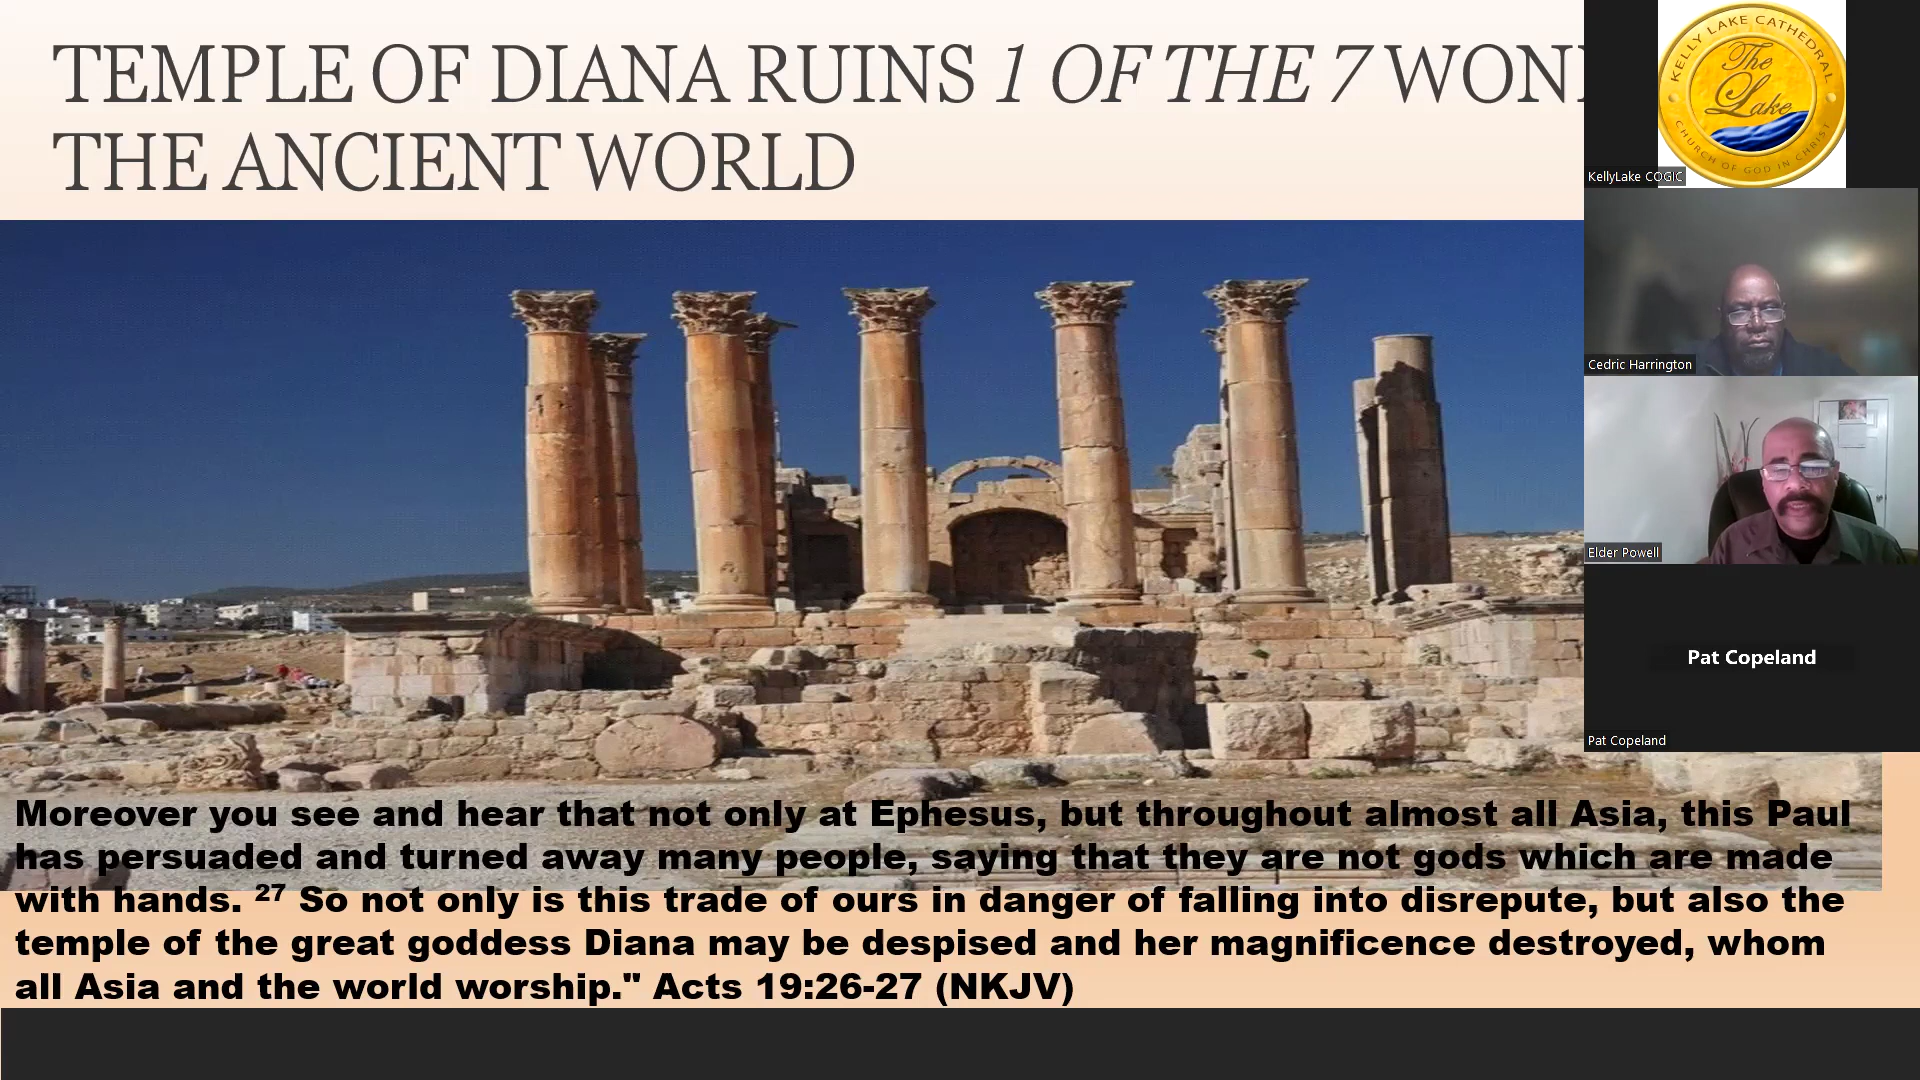 TEMPLE OF DIANA RUINS 1 OF THE 7 WON
THE ANCIENT WORLD
KELLY LAKE CATHEDRAL
The
Lake
CHURCH OF GOD IN CHRIST
KellyLake COGIC
Cedric Harrington
Elder Powell
Pat Copeland
Pat Copeland
Moreover you see and hear that not only at Ephesus, but throughout almost all Asia, this Paul
has persuaded and turned away many people, saying that they are not gods which are made
with hands. 27 So not only is this trade of ours in danger of falling into disrepute, but also the
temple of the great goddess Diana may be despised and her magnificence destroyed, whom
all Asia and the world worship." Acts 19:26-27 (NKJV)